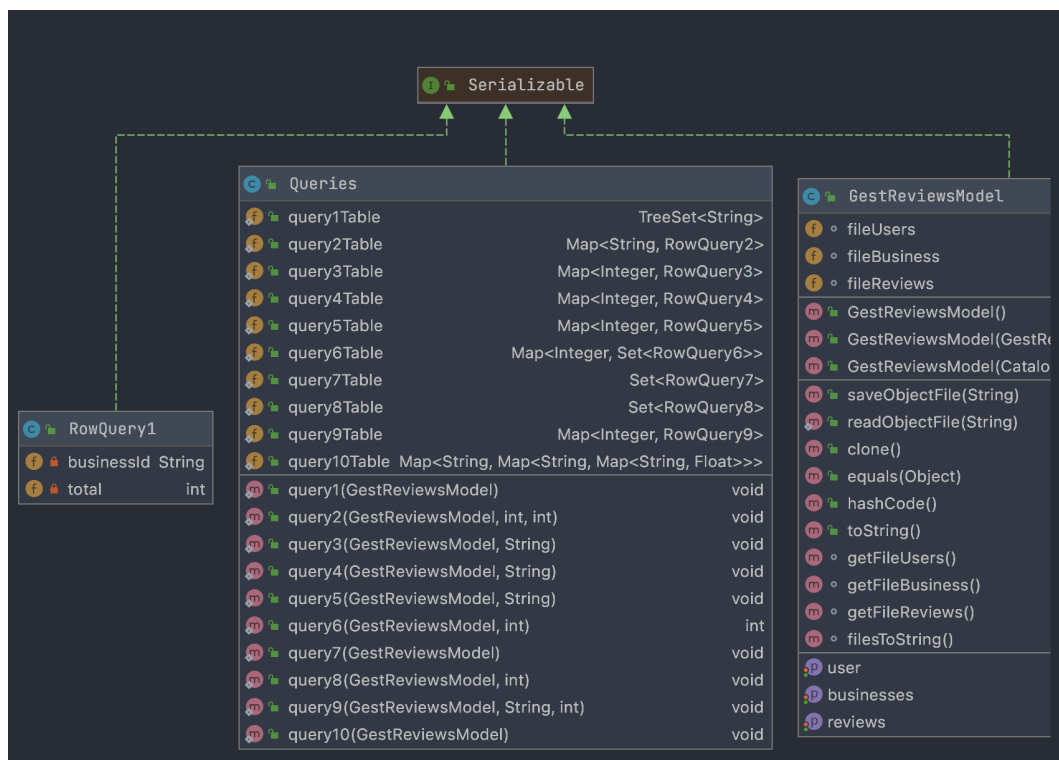 Serializable
Queries
query1Table TreeSet<String>
query2Table Map<String, RowQuery2>
query3Table Map<Integer, RowQuery3>
query4Table Map<Integer, RowQuery4>
query5Table Map<Integer, RowQuery5>
query6Table Map<Integer, Set<RowQuery6>>
query7Table Set<RowQuery7>
query8Table Set<RowQuery8>
query9Table Map<Integer, RowQuery9>
query10Table Map<String, Map<String, Map<String, Float>>>
query1(GestReviewsModel) void
query2(GestReviewsModel, int, int) void
query3(GestReviewsModel, String) void
query4(GestReviewsModel, String) void
query5(GestReviewsModel, String) void
query6(GestReviewsModel, int) int
query7(GestReviewsModel) void
query8(GestReviewsModel, int) void
query9(GestReviewsModel, String, int) void
query10(GestReviewsModel) void
RowQuery1
businessId String
total int
GestReviewsModel
fileUsers
fileBusiness
fileReviews
GestReviewsModel()
GestReviewsModel(GestRe
GestReviewsModel(Catalo
saveObjectFile(String)
readObjectFile(String)
clone()
equals(Object)
hashCode()
toString()
getFileUsers()
getFileBusiness()
getFileReviews()
filesToString()
user
businesses
reviews